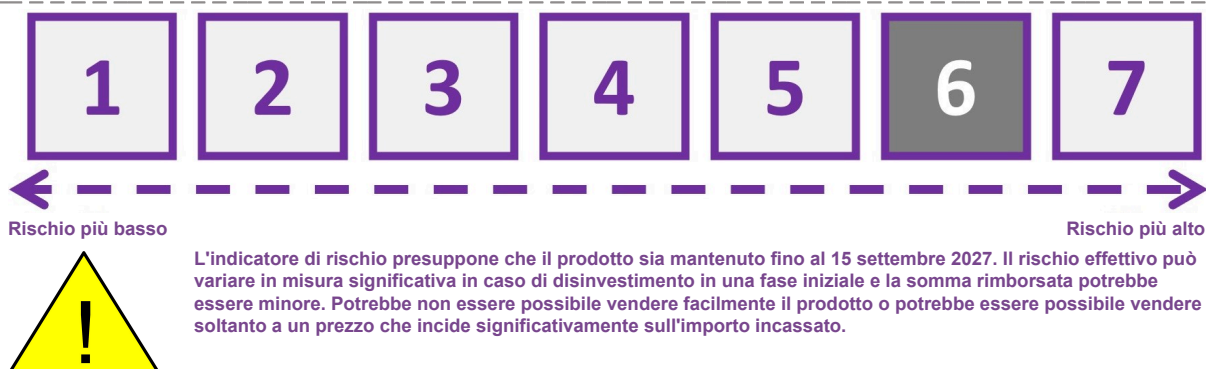 1 2 3 4 5 6 7
Rischio più basso Rischio più alto
L'indicatore di rischio presuppone che il prodotto sia mantenuto fino al 15 settembre 2027. Il rischio effettivo può
variare in misura significativa in caso di disinvestimento in una fase iniziale e la somma rimborsata potrebbe
essere minore. Potrebbe non essere possibile vendere facilmente il prodotto o potrebbe essere possibile vendere
soltanto a un prezzo che incide significativamente sull'importo incassato.
!